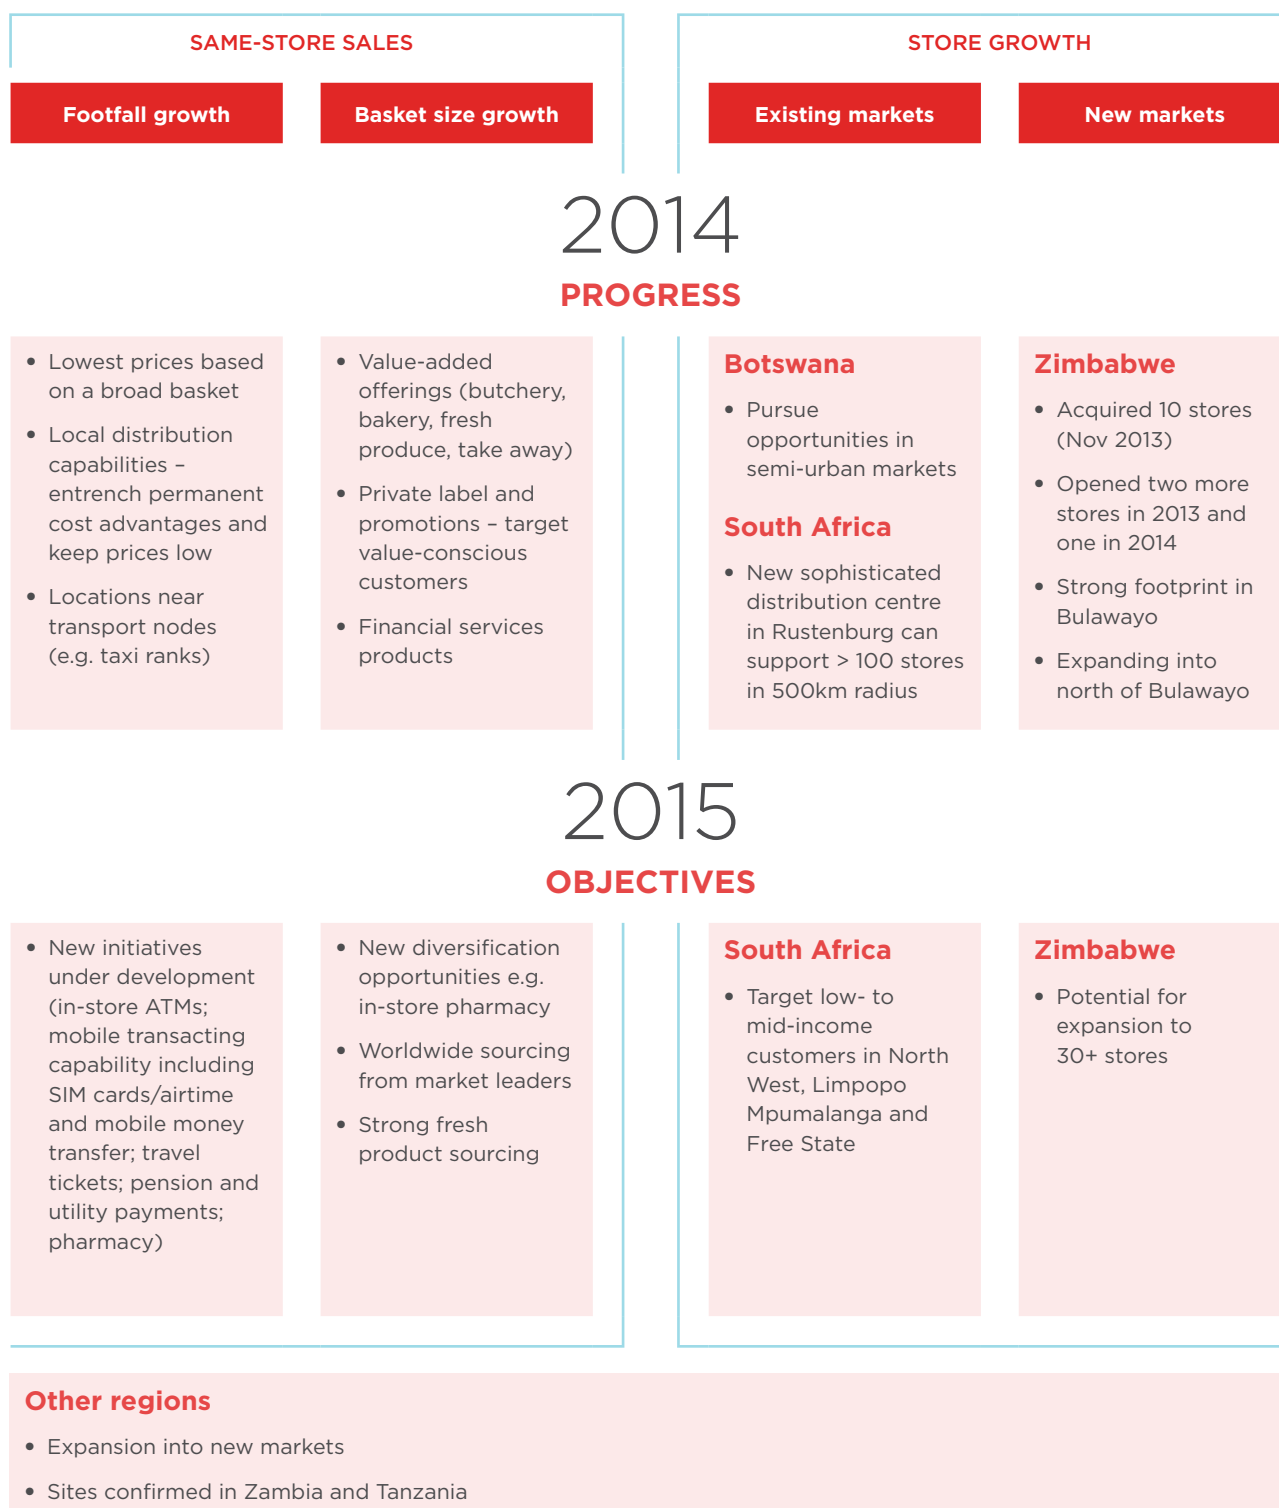 SAME-STORE SALES
Footfall growth
Basket size growth
STORE GROWTH
Existing markets
New markets
2014
PROGRESS
• Lowest prices based
on a broad basket
• Local distribution
capabilities –
entrench permanent
cost advantages and
keep prices low
• Locations near
transport nodes
(e.g. taxi ranks)
• Value-added
offerings (butchery,
bakery, fresh
produce, take away)
• Private label and
promotions – target
value-conscious
customers
• Financial services
products
Botswana
• Pursue
opportunities in
semi-urban markets
South Africa
• New sophisticated
distribution centre
in Rustenburg can
support > 100 stores
in 500km radius
Zimbabwe
• Acquired 10 stores
(Nov 2013)
• Opened two more
stores in 2013 and
one in 2014
• Strong footprint in
Bulawayo
• Expanding into
north of Bulawayo
2015
OBJECTIVES
• New initiatives
under development
(in-store ATMs;
mobile transacting
capability including
SIM cards/airtime
and mobile money
transfer; travel
tickets; pension and
utility payments;
pharmacy)
• New diversification
opportunities e.g.
in-store pharmacy
• Worldwide sourcing
from market leaders
• Strong fresh
product sourcing
South Africa
• Target low- to
mid-income
customers in North
West, Limpopo
Mpumalanga and
Free State
Zimbabwe
• Potential for
expansion to
30+ stores
Other regions
• Expansion into new markets
• Sites confirmed in Zambia and Tanzania